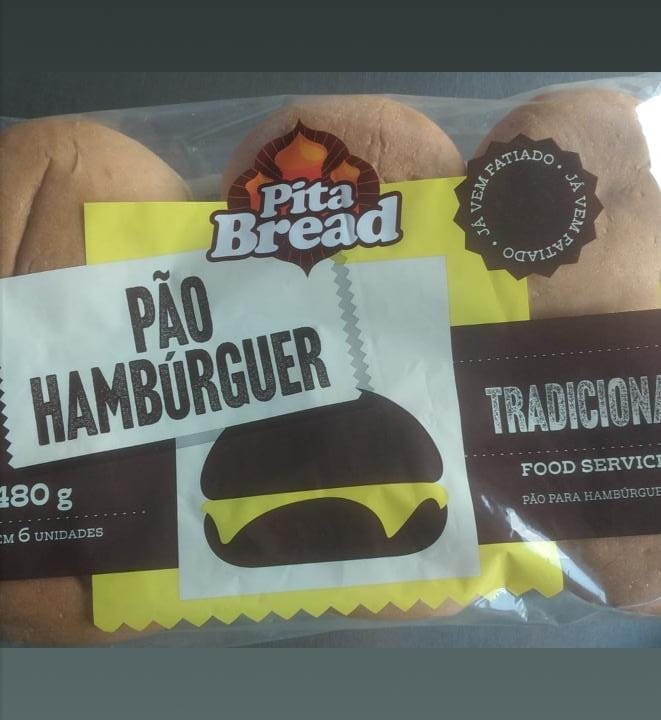 Pita
Bread
JÁ VEM FATIADO • JÁ VEM FATIADO •
PÃO
HAMBÚRGUER
TRADICIONA
FOOD SERVICE
PÃO PARA HAMBÚRGUE
480 g
EM 6 UNIDADES